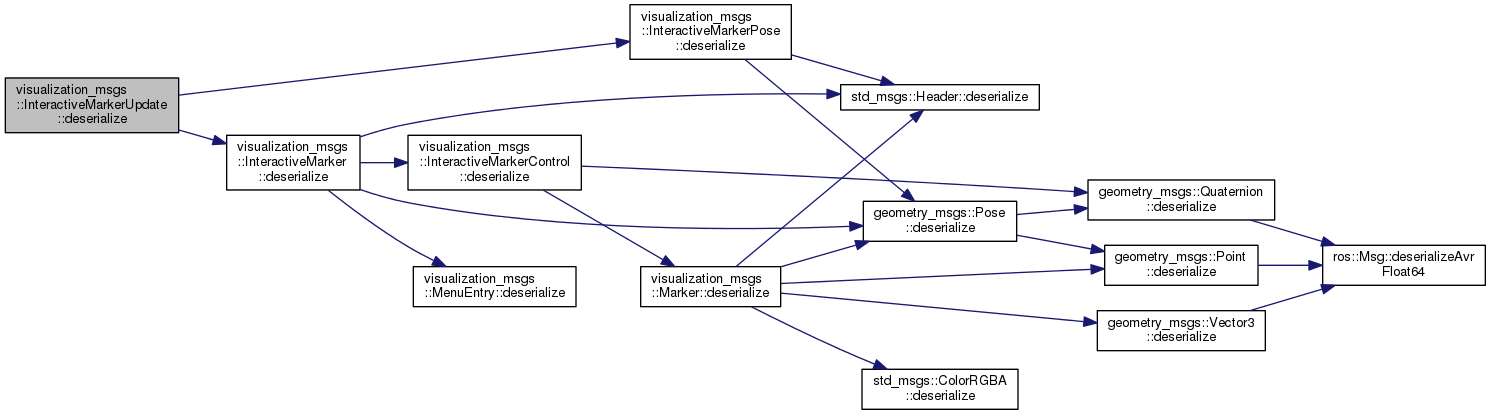 visualization_msgs
::InteractiveMarkerUpdate
::deserialize
visualization_msgs
::InteractiveMarkerPose
::deserialize
visualization_msgs
::InteractiveMarker
::deserialize
visualization_msgs
::InteractiveMarkerControl
::deserialize
std_msgs::Header::deserialize
visualization_msgs
::MenuEntry::deserialize
visualization_msgs
::Marker::deserialize
geometry_msgs::Pose
::deserialize
std_msgs::ColorRGBA
::deserialize
geometry_msgs::Quaternion
::deserialize
geometry_msgs::Point
::deserialize
geometry_msgs::Vector3
::deserialize
ros::Msg::deserializeAvr
Float64